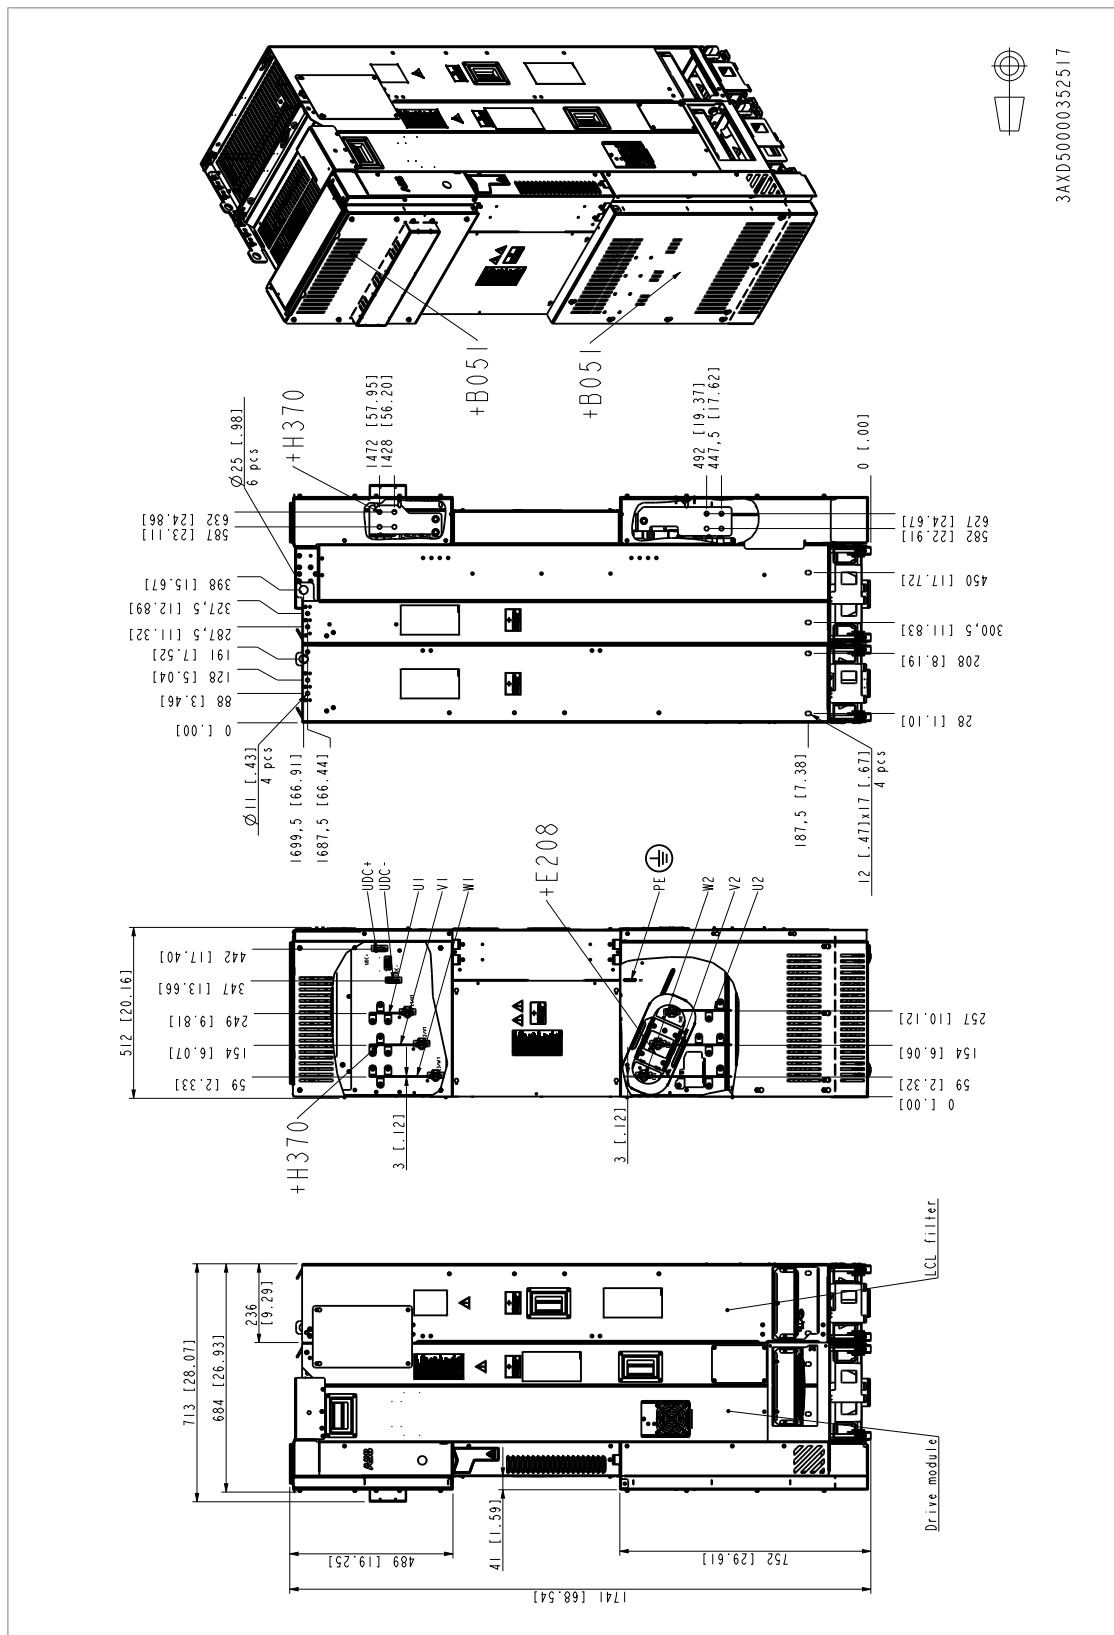 3AXD50000352517
+B051
+B051
Ø25 [.98]
6 pcs
+H370
1472 [57.95]
1428 [56.20]
492 [19.37]
447,5 [17.62]
0 [.00]
632 [24.86]
587 [23.11]
398 [15.67]
327,5 [12.89]
287,5 [11.32]
191 [7.52]
128 [5.04]
88 [3.46]
0 [.00]
627 [24.67]
582 [22.91]
450 [17.72]
300,5 [11.83]
208 [8.19]
28 [1.10]
Ø11 [.43]
4 pcs
1699,5 [66.91]
1687,5 [66.44]
187,5 [7.38]
12 [.47]x17 [.67]
4 pcs
UDC+
UDC-
U1
V1
W1
+E208
PE
W2
V2
U2
512 [20.16]
442 [17.40]
347 [13.66]
249 [9.81]
154 [6.07]
59 [2.33]
257 [10.12]
154 [6.06]
59 [2.32]
0 [.00]
+H370
3 [.12]
3 [.12]
713 [28.07]
684 [26.93]
236
[9.29]
LCL filter
Drive module
ABB
489 [19.25]
41 [1.59]
752 [29.61]
1741 [68.54]